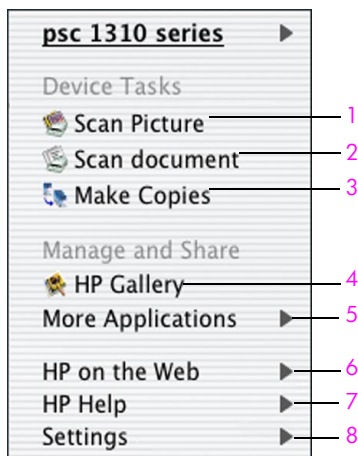 psc 1310 series
Device Tasks
Scan Picture 1
Scan document 2
Make Copies 3
Manage and Share
HP Gallery 4
More Applications 5
HP on the Web 6
HP Help 7
Settings 8